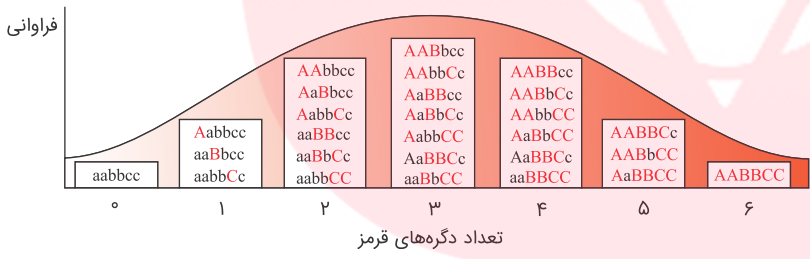 فراوانی
aabbcc
Aabbcc
aaBbcc
aabbCc
AAbbcc
AaBbcc
AabbCc
aaBBcc
aaBbCc
aabbCC
AABbcc
AAbbCc
AaBBcc
AaBbCc
AabbCC
AaBBCc
aaBbCC
AABBcc
AABbCc
AAbbCC
AaBbCC
AaBBCc
aaBBCC
AABBCc
AABbCC
AaBBCC
AABBCC
۰ ۱ ۲ ۳ ۴ ۵ ۶
تعداد دگره‌های قرمز